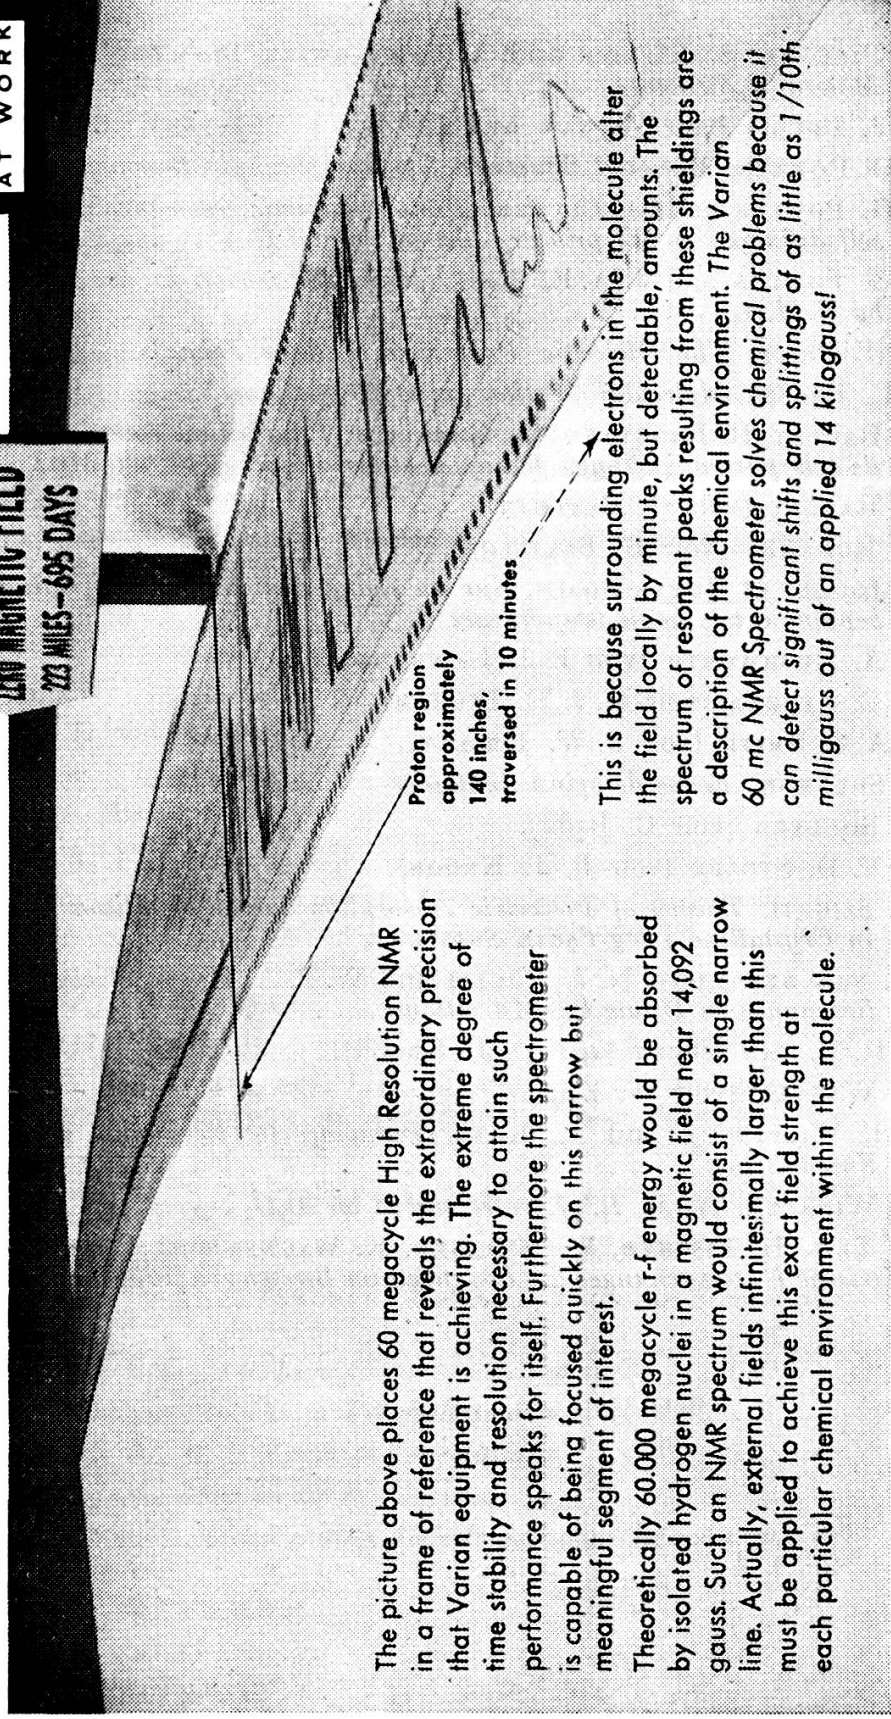 AT WORK
ZERO MAGNETIC FIELD
223 MILES—695 DAYS
Proton region
approximately
140 inches,
traversed in 10 minutes
The picture above places 60 megacycle High Resolution NMR
in a frame of reference that reveals the extraordinary precision
that Varian equipment is achieving. The extreme degree of
time stability and resolution necessary to attain such
performance speaks for itself. Furthermore the spectrometer
is capable of being focused quickly on this narrow but
meaningful segment of interest.
Theoretically 60.000 megacycle r-f energy would be absorbed
by isolated hydrogen nuclei in a magnetic field near 14,092
gauss. Such an NMR spectrum would consist of a single narrow
line. Actually, external fields infinitesimally larger than this
must be applied to achieve this exact field strength at
each particular chemical environment within the molecule.
This is because surrounding electrons in the molecule alter
the field locally by minute, but detectable, amounts. The
spectrum of resonant peaks resulting from these shieldings are
a description of the chemical environment. The Varian
60 mc NMR Spectrometer solves chemical problems because it
can detect significant shifts and splittings of as little as 1/10th
milligauss out of an applied 14 kilogauss!